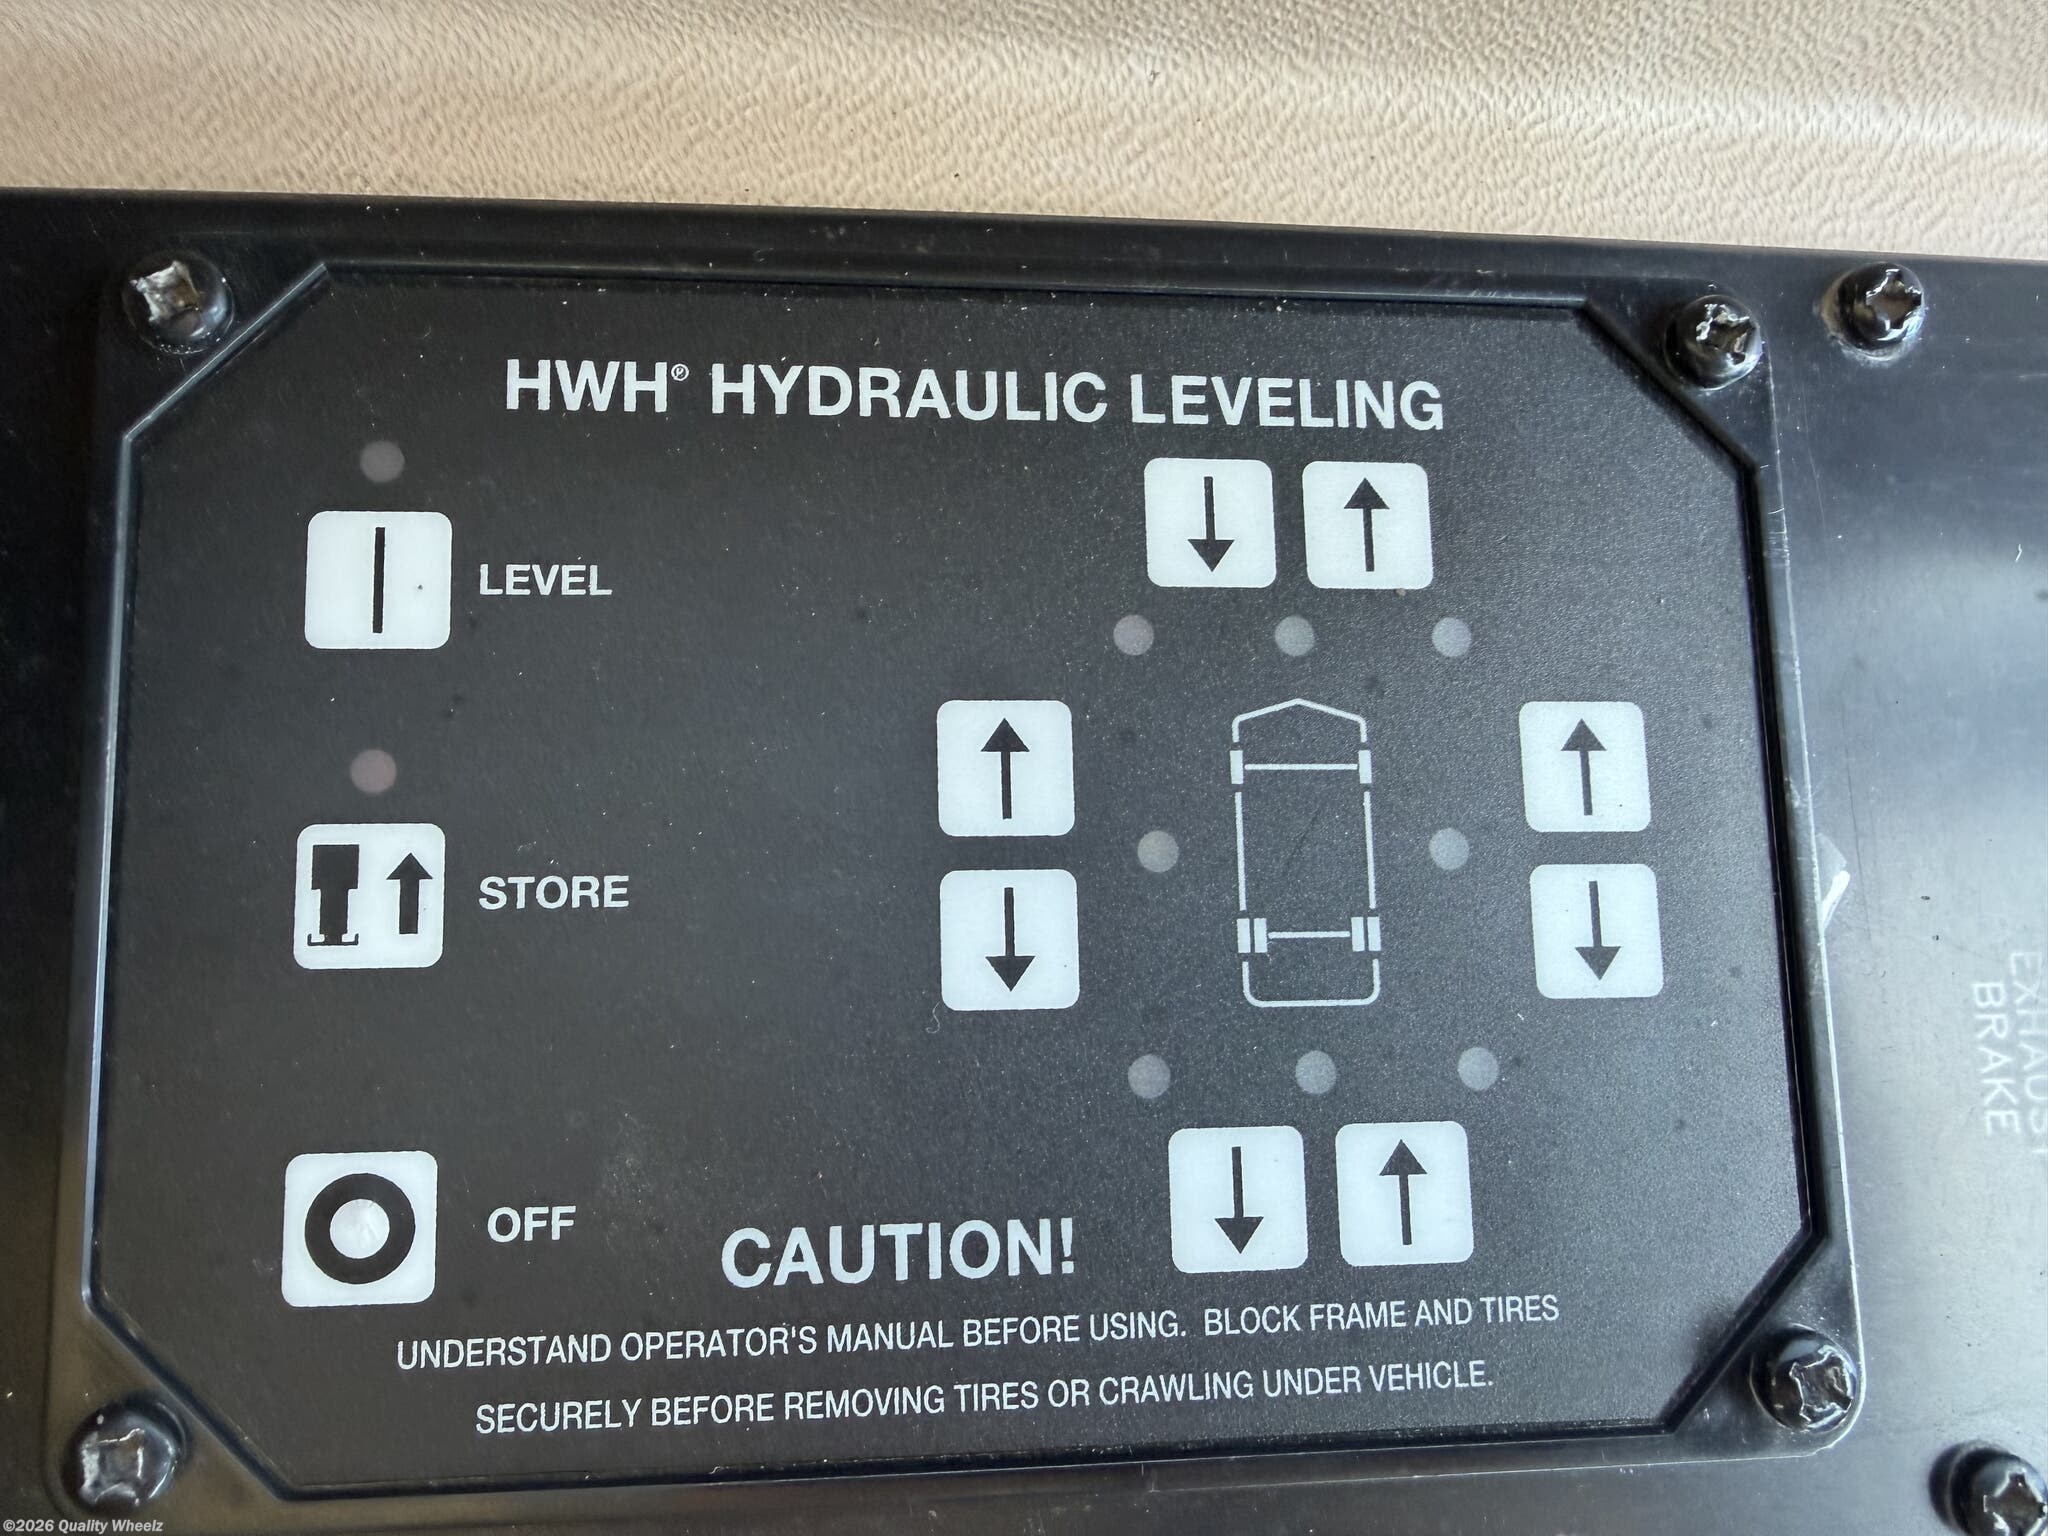 HWH® HYDRAULIC LEVELING
LEVEL
STORE
OFF
CAUTION!
UNDERSTAND OPERATOR'S MANUAL BEFORE USING. BLOCK FRAME AND TIRES
SECURELY BEFORE REMOVING TIRES OR CRAWLING UNDER VEHICLE.
EXHAUST
BRAKE
©2026 Quality Wheelz